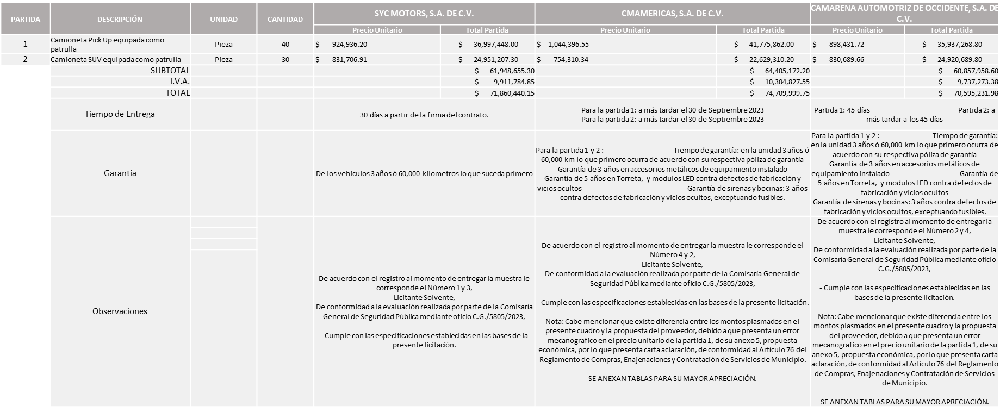 PARTIDA DESCRIPCIÓN UNIDAD CANTIDAD SYC MOTORS, S.A. DE C.V. CMAMERICAS, S.A. DE C.V. CAMARENA AUTOMOTRIZ DE OCCIDENTE, S.A. DE
C.V.
Precio Unitario Total Partida Precio Unitario Total Partida Precio Unitario Total Partida
1 Camioneta Pick Up equipada como
patrulla Pieza 40 $ 924,936.20 $ 36,997,448.00 $ 1,044,396.55 $ 41,775,862.00 $ 898,431.72 $ 35,937,268.80
2 Camioneta SUV equipada como patrulla Pieza 30 $ 831,706.91 $ 24,951,207.30 $ 754,310.34 $ 22,629,310.20 $ 830,689.66 $ 24,920,689.80
SUBTOTAL $ 61,948,655.30 $ 64,405,172.20 $ 60,857,958.60
I.V.A. $ 9,911,784.85 $ 10,304,827.55 $ 9,737,273.38
TOTAL $ 71,860,440.15 $ 74,709,999.75 $ 70,595,231.98
Tiempo de Entrega
30 días a partir de la firma del contrato.
Para la partida 1: a más tardar el 30 de Septiembre 2023
Para la partida 2: a más tardar el 30 de Septiembre 2023
Partida 1: 45 días Partida 2: a
más tardar a los 45 días
Garantía
De los vehiculos 3 años ó 60,000 kilometros lo que suceda primero
Para la partida 1 y 2 : Tiempo de garantía: en la unidad 3 años ó
60,000 km lo que primero ocurra de acuerdo con su respectiva póliza de garantía
Garantía de 3 años en accesorios metálicos de equipamiento instalado
Garantía de 5 años en Torreta, y modulos LED contra defectos de fabricación y
vicios ocultos Garantía de sirenas y bocinas: 3 años
contra defectos de fabricación y vicios ocultos, exceptuando fusibles.
Para la partida 1 y 2 : Tiempo de garantía:
en la unidad 3 años ó 60,000 km lo que primero ocurra de
acuerdo con su respectiva póliza de garantía
Garantía de 3 años en accesorios metálicos de
equipamiento instalado Garantía de
5 años en Torreta, y modulos LED contra defectos de
fabricación y vicios ocultos
Garantía de sirenas y bocinas: 3 años contra defectos de
fabricación y vicios ocultos, exceptuando fusibles.
Observaciones
De acuerdo con el registro al momento de entregar la muestra le
corresponde el Número 1 y 3,
Licitante Solvente,
De conformidad a la evaluación realizada por parte de la Comisaría
General de Seguridad Pública mediante oficio C.G./5805/2023,
- Cumple con las especificaciones establecidas en las bases de la
presente licitación.
De acuerdo con el registro al momento de entregar la muestra le corresponde el
Número 4 y 2,
Licitante Solvente,
De conformidad a la evaluación realizada por parte de la Comisaría General de
Seguridad Pública mediante oficio C.G./5805/2023,
- Cumple con las especificaciones establecidas en las bases de la presente licitación.
Nota: Cabe mencionar que existe diferencia entre los montos plasmados en el
presente cuadro y la propuesta del proveedor, debido a que presenta un error
mecanografico en el precio unitario de la partida 1, de su anexo 5, propuesta
económica, por lo que presenta carta aclaración, de conformidad al Artículo 76 del
Reglamento de Compras, Enajenaciones y Contratación de Servicios de Municipio.
SE ANEXAN TABLAS PARA SU MAYOR APRECIACIÓN.
De acuerdo con el registro al momento de entregar la
muestra le corresponde el Número 2 y 4,
Licitante Solvente,
De conformidad a la evaluación realizada por parte de la
Comisaría General de Seguridad Pública mediante oficio
C.G./5805/2023,
- Cumple con las especificaciones establecidas en las
bases de la presente licitación.
Nota: Cabe mencionar que existe diferencia entre los
montos plasmados en el presente cuadro y la propuesta
del proveedor, debido a que presenta un error
mecanografico en el precio unitario de la partida 1, de su
anexo 5, propuesta económica, por lo que presenta carta
aclaración, de conformidad al Artículo 76 del Reglamento
de Compras, Enajenaciones y Contratación de Servicios
de Municipio.
SE ANEXAN TABLAS PARA SU MAYOR APRECIACIÓN.